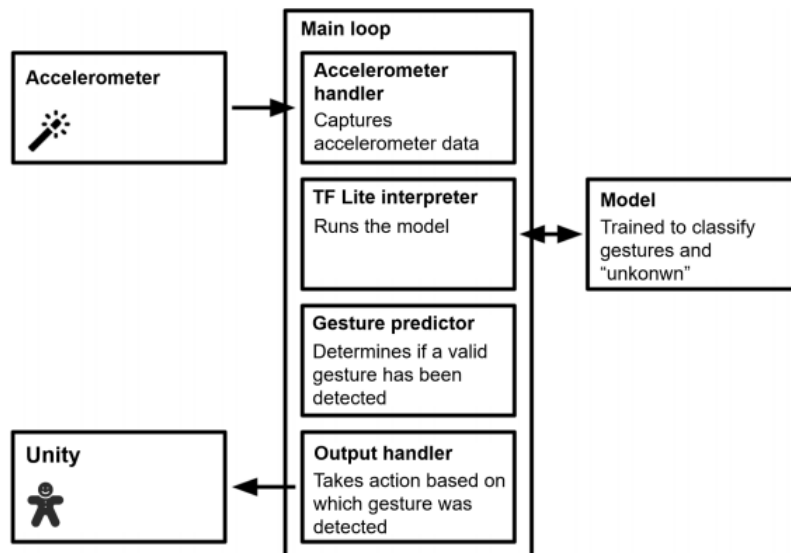 Main loop
Accelerometer
Accelerometer
handler
Captures
accelerometer data
TF Lite interpreter
Runs the model
Model
Trained to classify
gestures and
“unkonwn”
Gesture predictor
Determines if a valid
gesture has been
detected
Unity
Output handler
Takes action based on
which gesture was
detected